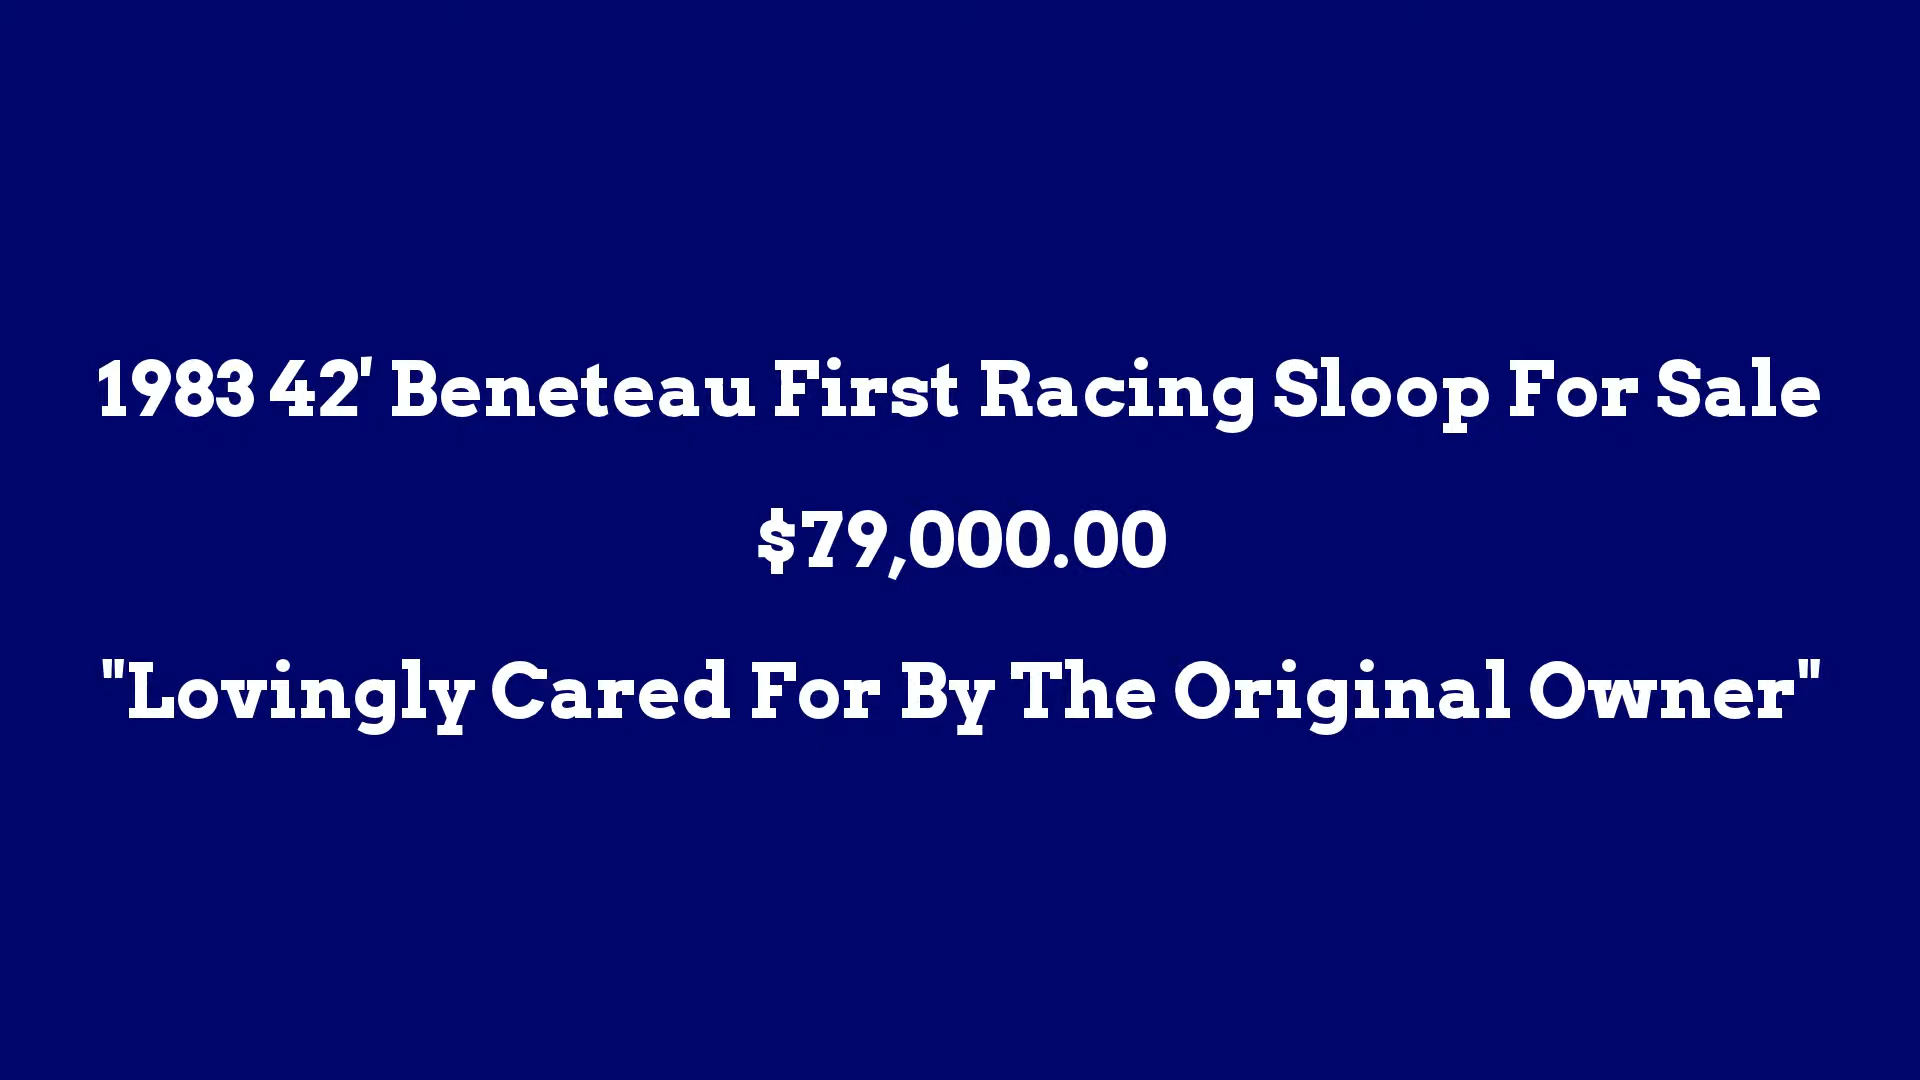 1983 42' Beneteau First Racing Sloop For Sale
$79,000.00
"Lovingly Cared For By The Original Owner"